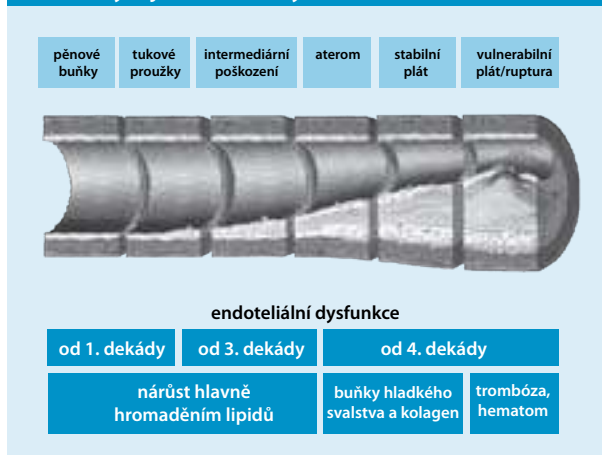 pěnové
buňky
tukové
proužky
intermediární
poškození
aterom
stabilní
plát
vulnerabilní
plát/ruptura
endoteliální dysfunkce
od 1. dekády
od 3. dekády
od 4. dekády
nárůst hlavně
hromaděním lipidů
buňky hladkého
svalstva a kolagen
trombóza,
hematom